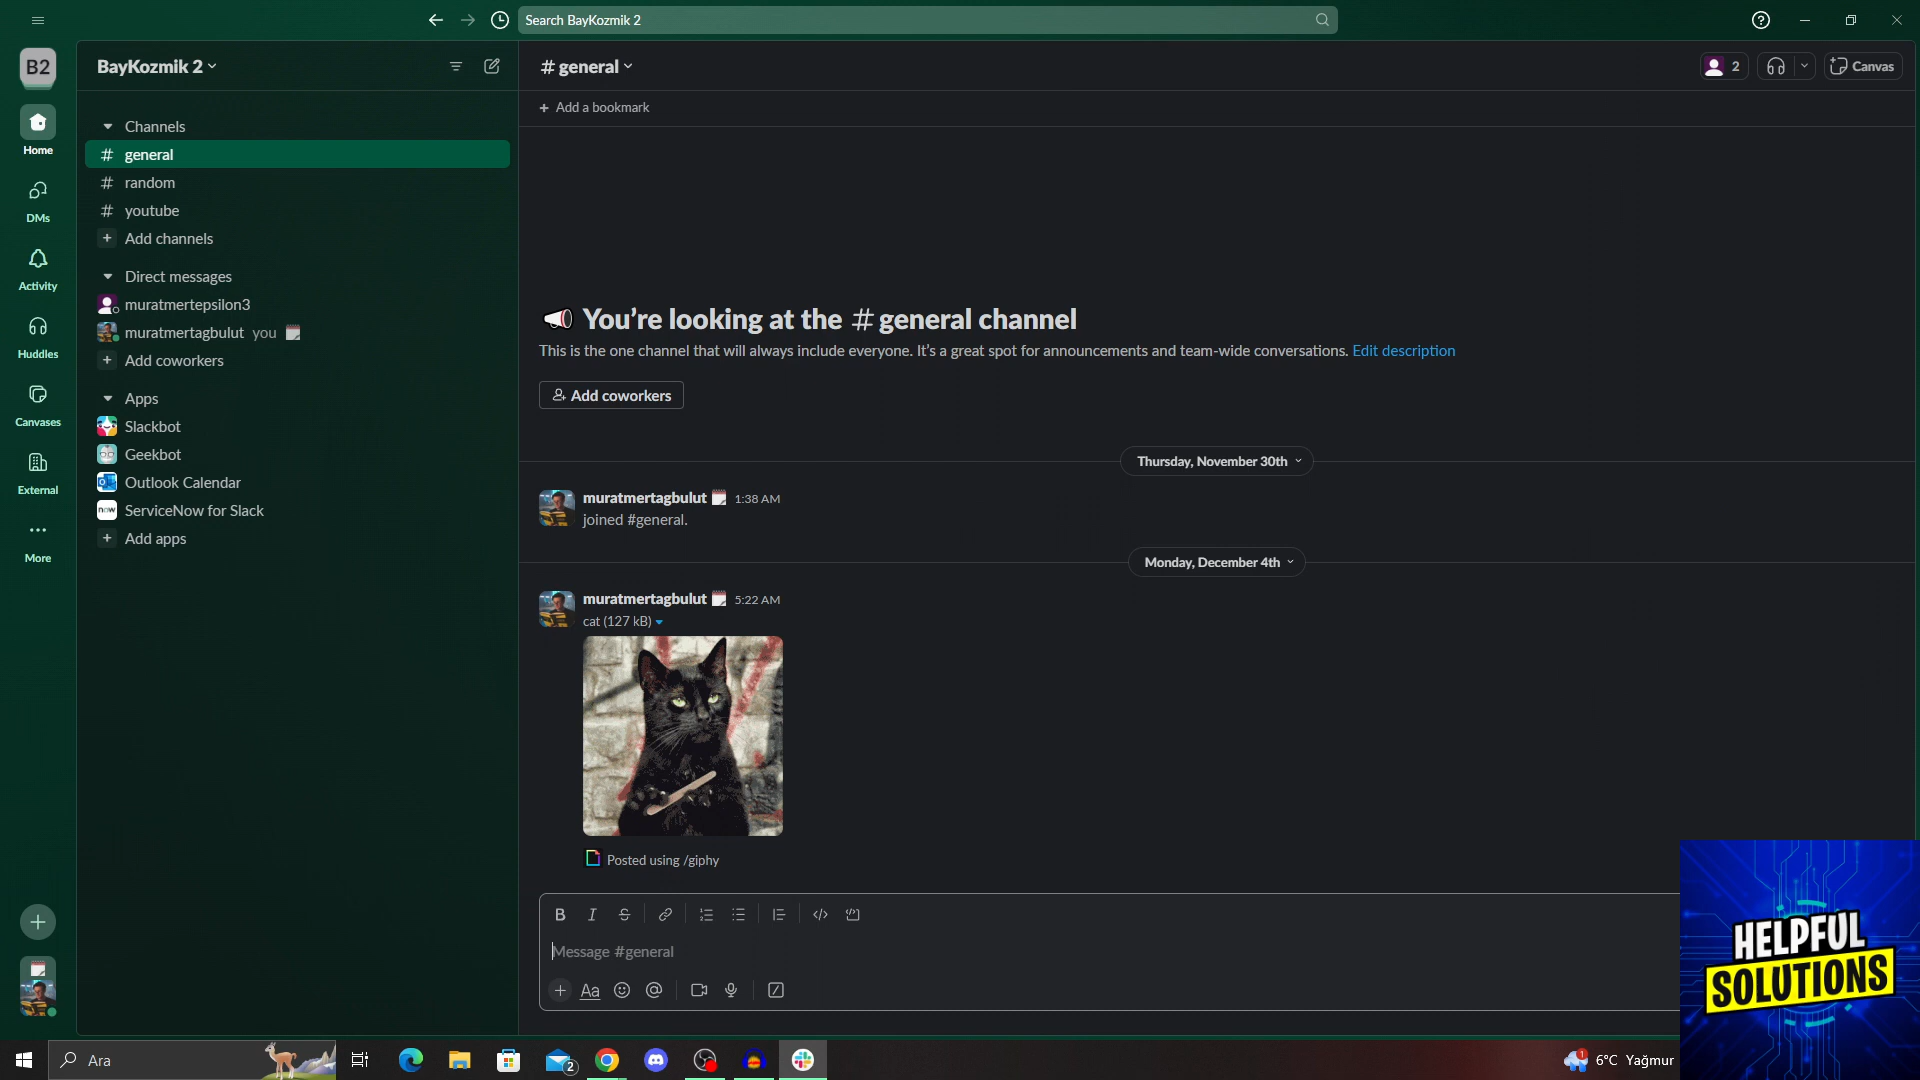 Search BayKozmik 2
B2
BayKozmik 2
# general
2
Canvas
+ Add a bookmark
Home
DMs
Activity
Huddles
Canvases
External
More
Channels
# general
# random
# youtube
+ Add channels
Direct messages
muratmertepsilon3
muratmertagbulut you
+ Add coworkers
Apps
Slackbot
Geekbot
Outlook Calendar
now ServiceNow for Slack
+ Add apps
You’re looking at the # general channel
This is the one channel that will always include everyone. It’s a great spot for announcements and team-wide conversations. Edit description
Add coworkers
Thursday, November 30th
muratmertagbulut 1:38 AM
joined #general.
Monday, December 4th
muratmertagbulut 5:22 AM
cat (127 kB)
Posted using /giphy
B I S
Message #general
+ Aa @
HELPFUL
SOLUTIONS
Ara
2
1
6°C Yağmur